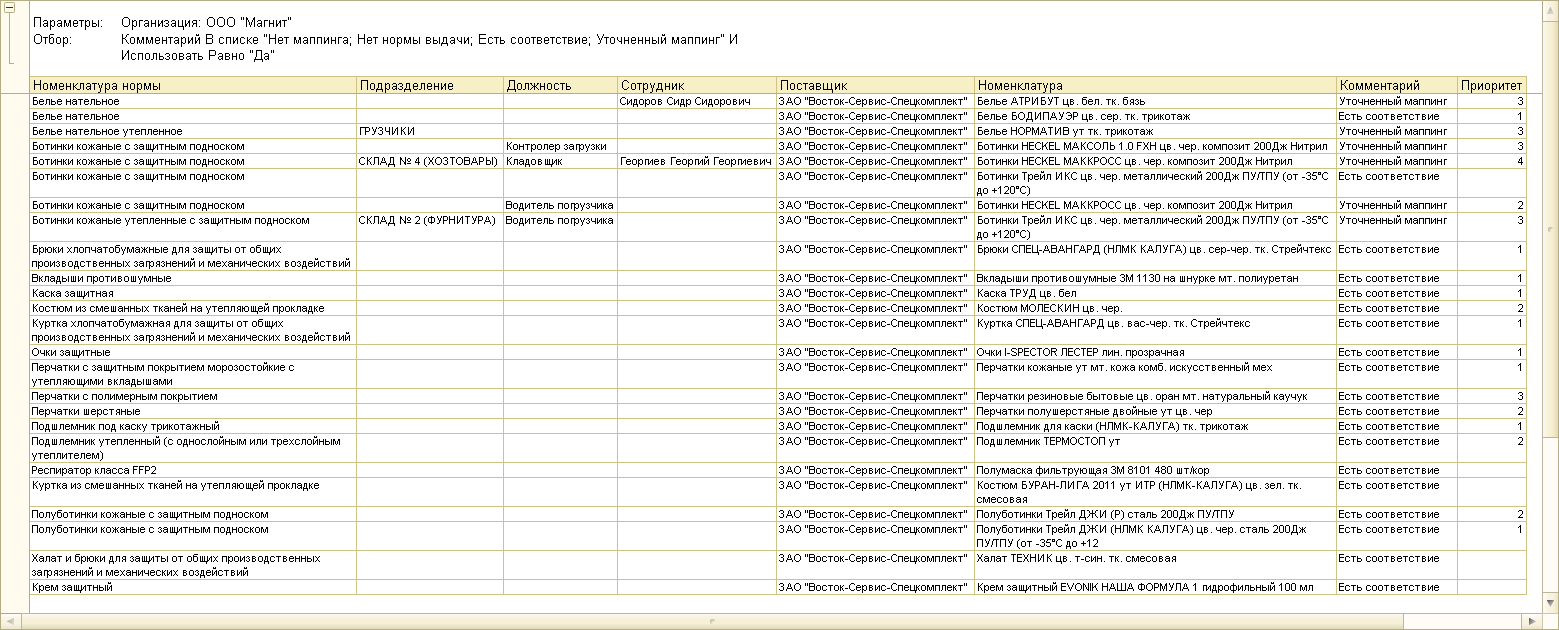 Параметры: Организация: ООО "Магнит"
Отбор: Комментарий В списке "Нет маппинга; Нет нормы выдачи; Есть соответствие; Уточненный маппинг" И
Использовать Равно "Да"
Номенклатура нормы Подразделение Должность Сотрудник Поставщик Номенклатура Комментарий Приоритет
Белье нательное Сидоров Сидр Сидорович ЗАО "Восток-Сервис-Спецкомплект" Белье АТРИБУТ цв. бел. тк. бязь Уточненный маппинг 3
Белье нательное ЗАО "Восток-Сервис-Спецкомплект" Белье БОДИПАУЭР цв. сер. тк. трикотаж Есть соответствие 1
Белье нательное утепленное ГРУЗЧИКИ ЗАО "Восток-Сервис-Спецкомплект" Белье НОРМАТИВ ут тк. трикотаж Уточненный маппинг 3
Ботинки кожаные с защитным подноском Контролер загрузки ЗАО "Восток-Сервис-Спецкомплект" Ботинки HECKEL МАКСОЛЬ 1.0 FXH цв. чер. композит 200Дж Нитрил Уточненный маппинг 3
Ботинки кожаные с защитным подноском СКЛАД № 4 (ХОЗТОВАРЫ) Кладовщик Георгиев Георгий Георгиевич ЗАО "Восток-Сервис-Спецкомплект" Ботинки HECKEL МАККРОСС цв. чер. композит 200Дж Нитрил Уточненный маппинг 4
Ботинки кожаные с защитным подноском ЗАО "Восток-Сервис-Спецкомплект" Ботинки Трейл ИКС цв. чер. металлический 200Дж ПУ/ТПУ (от -35°С Есть соответствие
до +120°С)
Ботинки кожаные с защитным подноском Водитель погрузчика ЗАО "Восток-Сервис-Спецкомплект" Ботинки HECKEL МАККРОСС цв. чер. композит 200Дж Нитрил Уточненный маппинг 2
Ботинки кожаные утепленные с защитным подноском СКЛАД № 2 (ФУРНИТУРА) Водитель погрузчика ЗАО "Восток-Сервис-Спецкомплект" Ботинки Трейл ИКС цв. чер. металлический 200Дж ПУ/ТПУ (от -35°С Уточненный маппинг 3
до +120°С)
Брюки хлопчатобумажные для защиты от общих ЗАО "Восток-Сервис-Спецкомплект" Брюки СПЕЦ-АВАНГАРД (НЛМК КАЛУГА) цв. сер-чер. тк. Стрейчтекс Есть соответствие 1
производственных загрязнений и механических воздействий
Вкладыши противошумные ЗАО "Восток-Сервис-Спецкомплект" Вкладыши противошумные 3М 1130 на шнурке мт. полиуретан Есть соответствие 1
Каска защитная ЗАО "Восток-Сервис-Спецкомплект" Каска ТРУД цв. бел Есть соответствие 1
Костюм из смешанных тканей на утепляющей прокладке ЗАО "Восток-Сервис-Спецкомплект" Костюм МОЛЕСКИН цв. чер. Есть соответствие 2
Куртка хлопчатобумажная для защиты от общих ЗАО "Восток-Сервис-Спецкомплект" Куртка СПЕЦ-АВАНГАРД цв. вас-чер. тк. Стрейчтекс Есть соответствие 1
производственных загрязнений и механических воздействий
Очки защитные ЗАО "Восток-Сервис-Спецкомплект" Очки I-SPECTOR ЛЕСТЕР лин. прозрачная Есть соответствие 1
Перчатки с защитным покрытием морозостойкие с ЗАО "Восток-Сервис-Спецкомплект" Перчатки кожаные ут мт. кожа комб. искусственный мех Есть соответствие 1
утепляющими вкладышами
Перчатки с полимерным покрытием ЗАО "Восток-Сервис-Спецкомплект" Перчатки резиновые бытовые цв. оран мт. натуральный каучук Есть соответствие 3
Перчатки шерстяные ЗАО "Восток-Сервис-Спецкомплект" Перчатки полушерстяные двойные ут цв. чер Есть соответствие 2
Подшлемник под каску трикотажный ЗАО "Восток-Сервис-Спецкомплект" Подшлемник для каски (НЛМК-КАЛУГА) тк. трикотаж Есть соответствие 1
Подшлемник утепленный (с однослойным или трехслойным ЗАО "Восток-Сервис-Спецкомплект" Подшлемник ТЕРМОСТОП ут Есть соответствие 2
утеплителем)
Респиратор класса FFP2 ЗАО "Восток-Сервис-Спецкомплект" Полумаска фильтрующая 3М 8101 480 шт/кор Есть соответствие
Куртка из смешанных тканей на утепляющей прокладке ЗАО "Восток-Сервис-Спецкомплект" Костюм БУРАН-ЛИГА 2011 ут ИТР (НЛМК-КАЛУГА) цв. зел. тк. Есть соответствие
смесовая
Полуботинки кожаные с защитным подноском ЗАО "Восток-Сервис-Спецкомплект" Полуботинки Трейл ДЖИ (Р) сталь 200Дж ПУ/ТПУ Есть соответствие 2
Полуботинки кожаные с защитным подноском ЗАО "Восток-Сервис-Спецкомплект" Полуботинки Трейл ДЖИ (НЛМК КАЛУГА) цв. чер. сталь 200Дж Есть соответствие 1
ПУ/ТПУ (от -35°С до +12
Халат и брюки для защиты от общих производственных ЗАО "Восток-Сервис-Спецкомплект" Халат ТЕХНИК цв. т-син. тк. смесовая Есть соответствие
загрязнений и механических воздействий
Крем защитный ЗАО "Восток-Сервис-Спецкомплект" Крем защитный EVONIK НАША ФОРМУЛА 1 гидрофильный 100 мл Есть соответствие